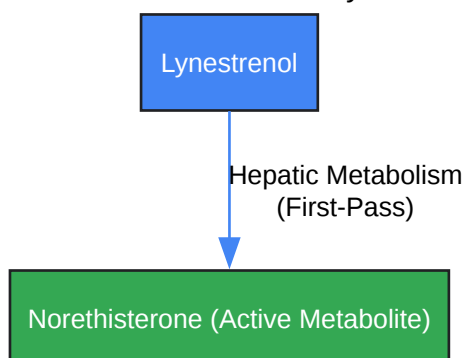 Lynestrenol
Hepatic Metabolism
(First-Pass)
Norethisterone (Active Metabolite)